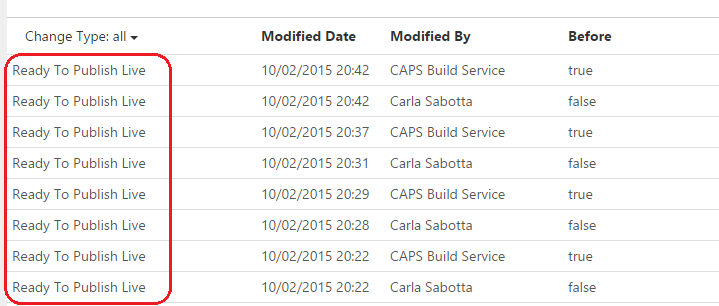 Change Type: all Modified Date Modified By Before
Ready To Publish Live 10/02/2015 20:42 CAPS Build Service true
Ready To Publish Live 10/02/2015 20:42 Carla Sabotta false
Ready To Publish Live 10/02/2015 20:37 CAPS Build Service true
Ready To Publish Live 10/02/2015 20:31 Carla Sabotta false
Ready To Publish Live 10/02/2015 20:29 CAPS Build Service true
Ready To Publish Live 10/02/2015 20:28 Carla Sabotta false
Ready To Publish Live 10/02/2015 20:22 CAPS Build Service true
Ready To Publish Live 10/02/2015 20:22 Carla Sabotta false